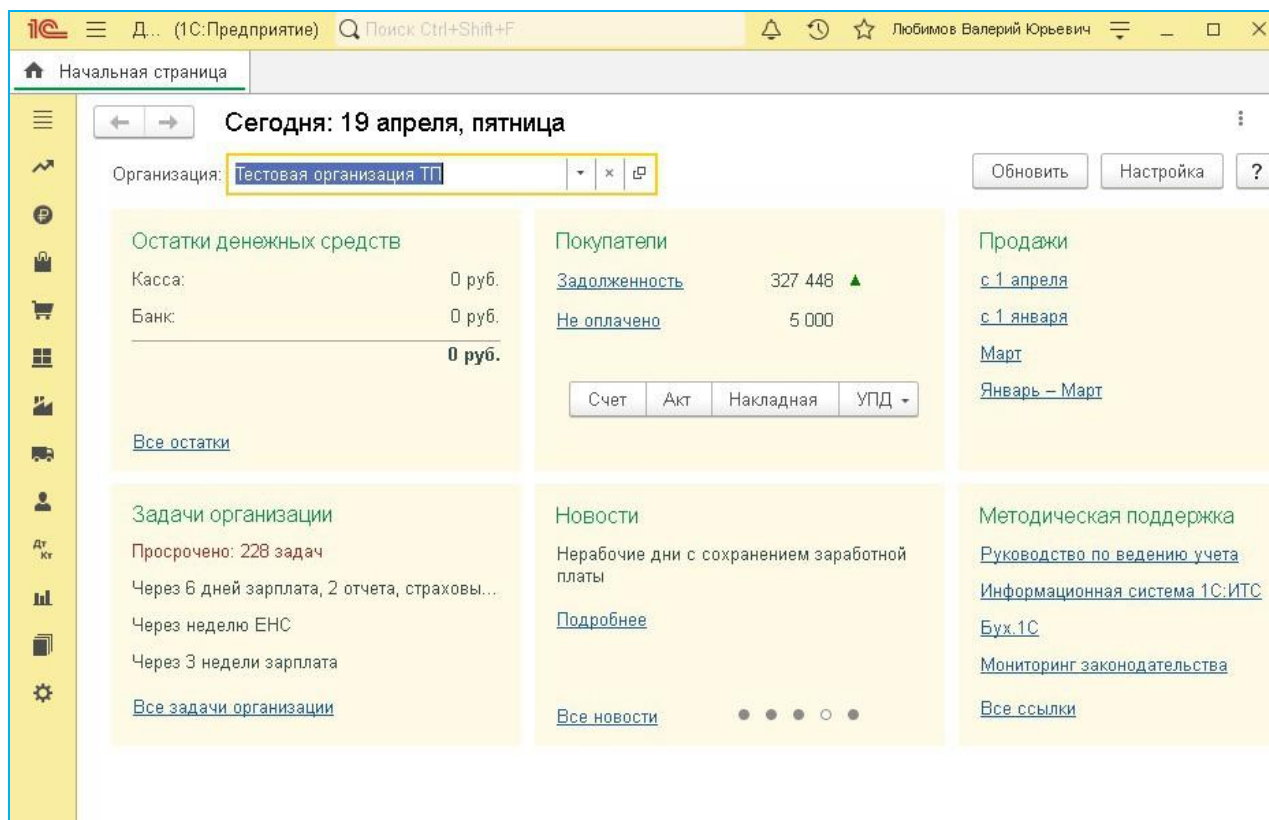 1С Д... (1С:Предприятие) Поиск Ctrl+Shift+F Любимов Валерий Юрьевич
Начальная страница
Сегодня: 19 апреля, пятница
Организация: Тестовая организация ТП Обновить Настройка ?
Остатки денежных средств
Касса: 0 руб.
Банк: 0 руб.
0 руб.
Все остатки
Покупатели
Задолженность 327 448 ▲
Не оплачено 5 000
Счет Акт Накладная УПД
Продажи
с 1 апреля
с 1 января
Март
Январь – Март
Задачи организации
Просрочено: 228 задач
Через 6 дней зарплата, 2 отчета, страховы...
Через неделю ЕНС
Через 3 недели зарплата
Все задачи организации
Новости
Нерабочие дни с сохранением заработной
платы
Подробнее
Все новости
Методическая поддержка
Руководство по ведению учета
Информационная система 1С:ИТС
Бух.1С
Мониторинг законодательства
Все ссылки
Дт
Кт